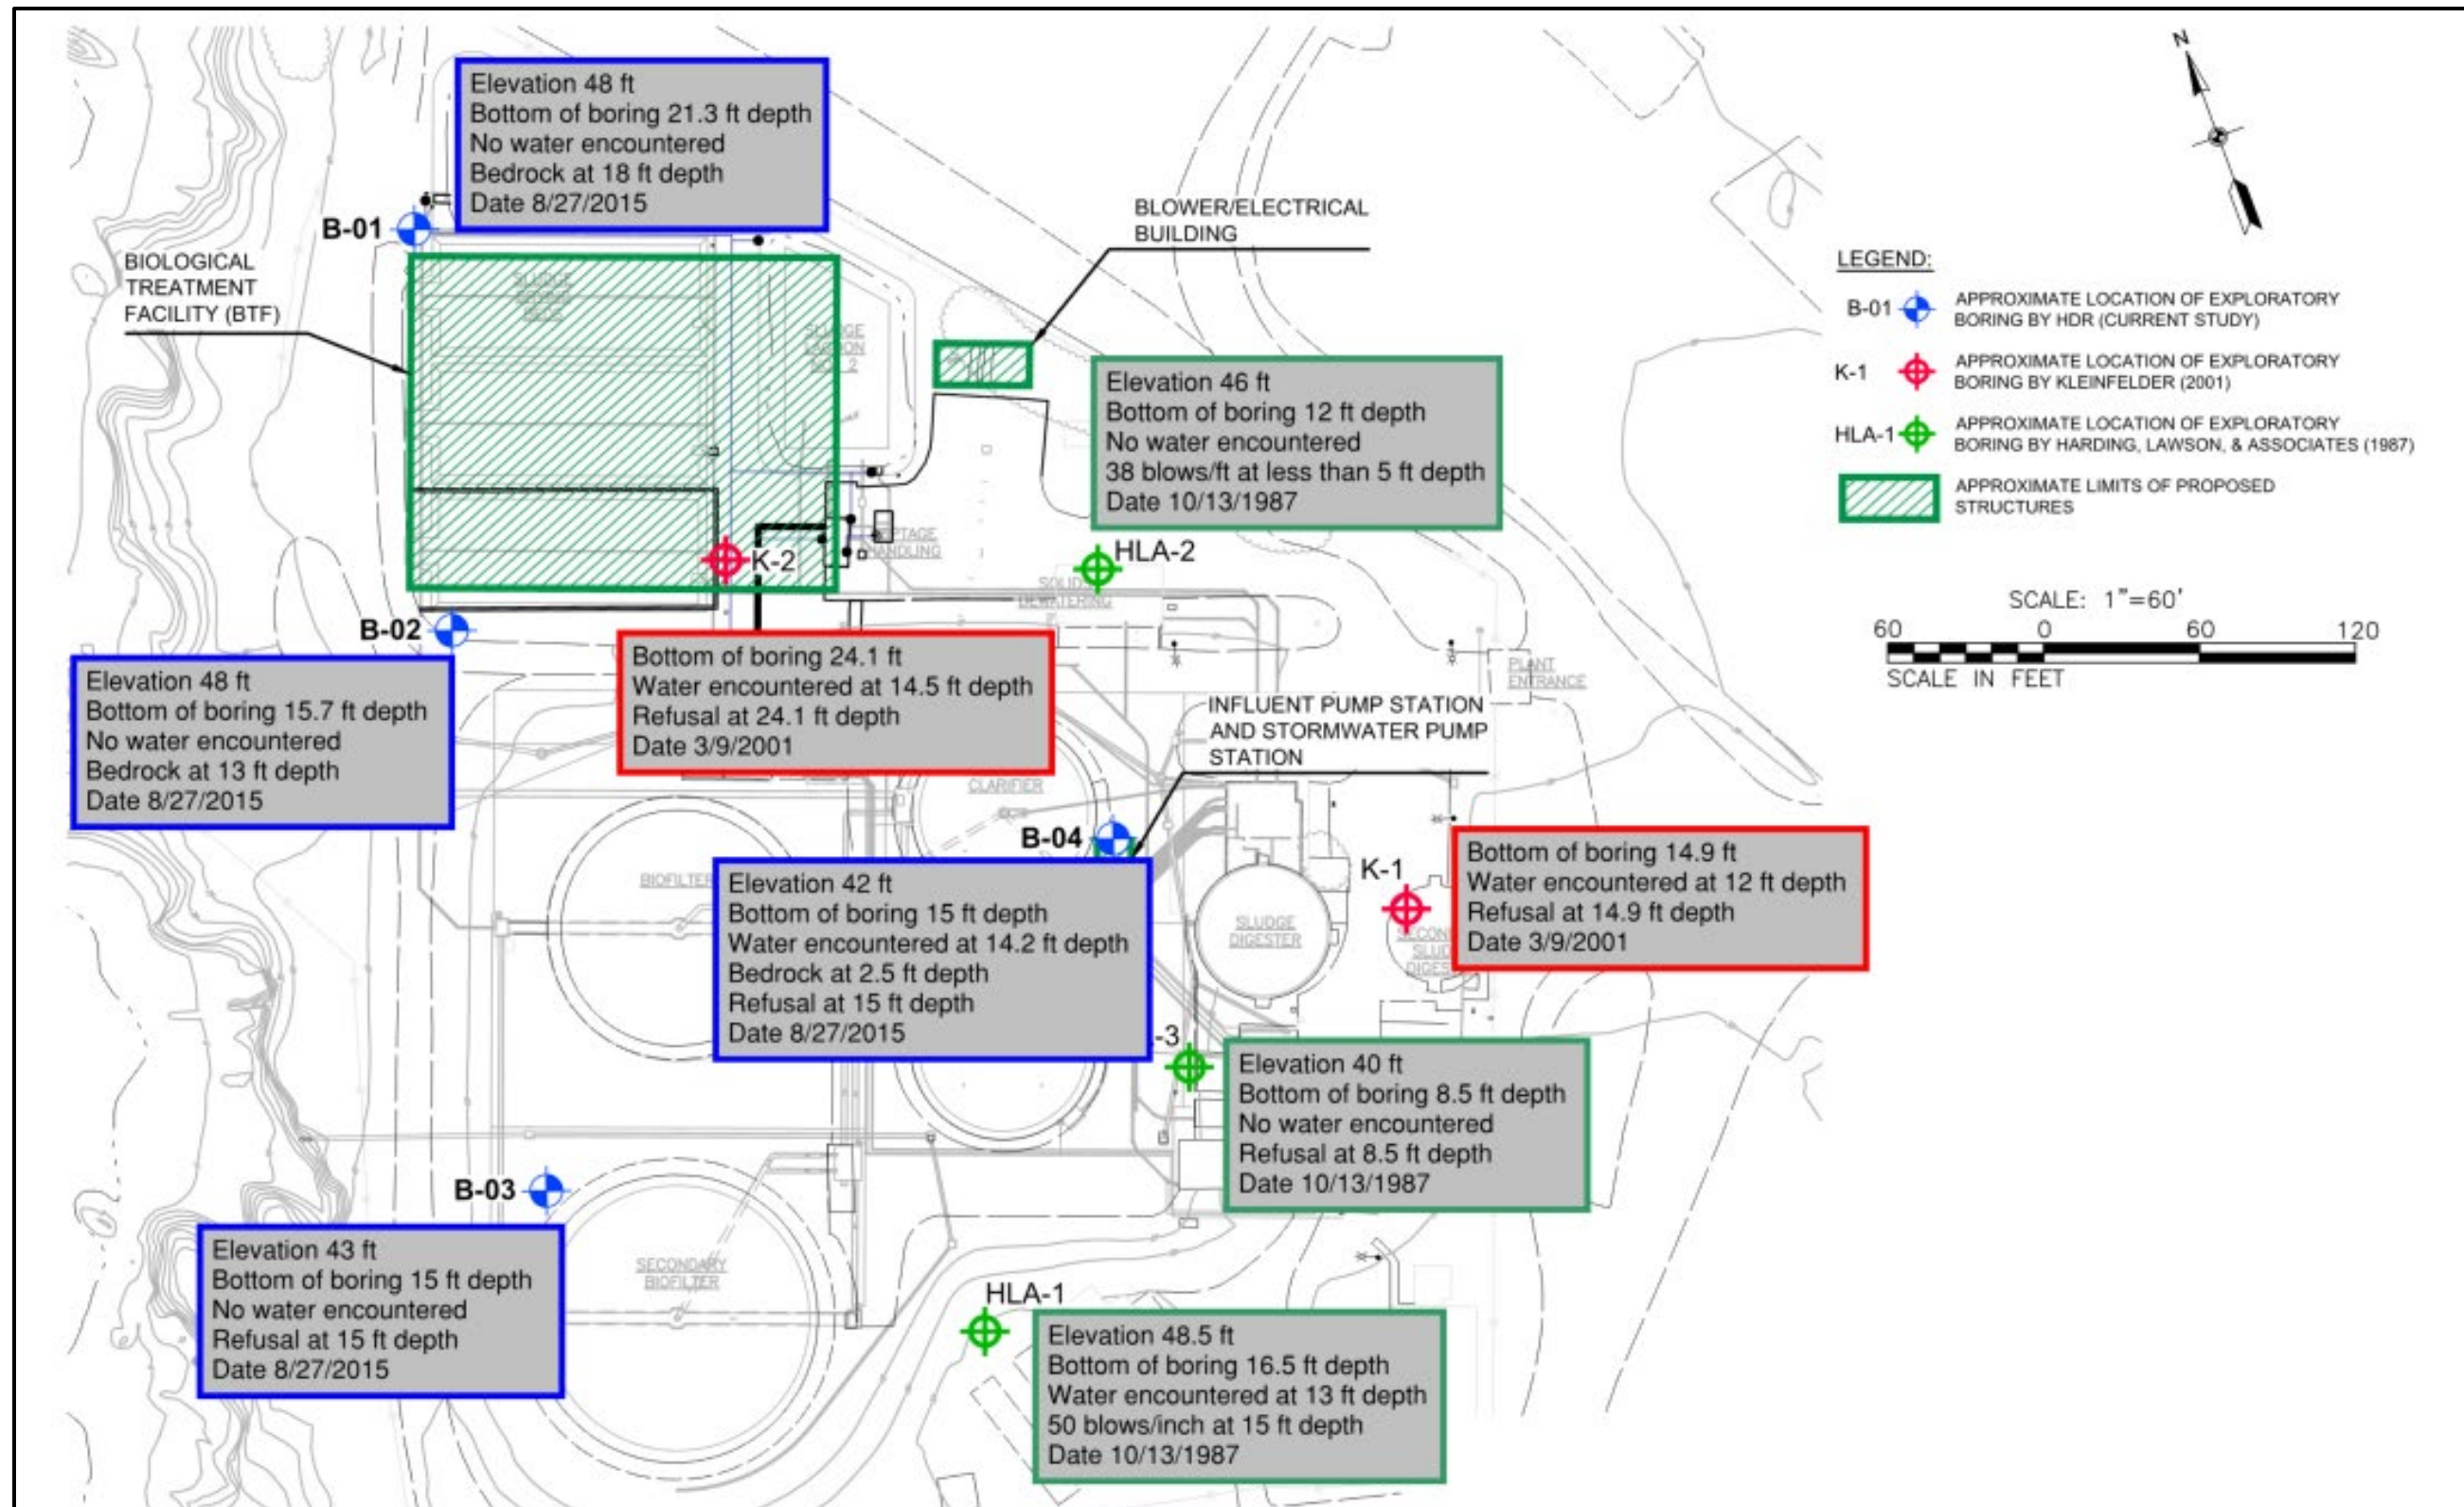 Elevation 48 ft
Bottom of boring 21.3 ft depth
No water encountered
Bedrock at 18 ft depth
Date 8/27/2015
B-01
BIOLOGICAL
TREATMENT
FACILITY (BTF)
SLUDGE
DRYING
BEDS
SLUDGE
LAGOON
NO. 2
BLOWER/ELECTRICAL
BUILDING
N
LEGEND:
B-01
APPROXIMATE LOCATION OF EXPLORATORY
BORING BY HDR (CURRENT STUDY)
K-1
APPROXIMATE LOCATION OF EXPLORATORY
BORING BY KLEINFELDER (2001)
HLA-1
APPROXIMATE LOCATION OF EXPLORATORY
BORING BY HARDING, LAWSON, & ASSOCIATES (1987)
APPROXIMATE LIMITS OF PROPOSED
STRUCTURES
SCALE: 1"=60'
60 0 60 120
SCALE IN FEET
Elevation 46 ft
Bottom of boring 12 ft depth
No water encountered
38 blows/ft at less than 5 ft depth
Date 10/13/1987
HLA-2
K-2
HANDLING
SOLIDS
DEWATERING
PLANT
ENTRANCE
B-02
Elevation 48 ft
Bottom of boring 15.7 ft depth
No water encountered
Bedrock at 13 ft depth
Date 8/27/2015
Bottom of boring 24.1 ft
Water encountered at 14.5 ft depth
Refusal at 24.1 ft depth
Date 3/9/2001
INFLUENT PUMP STATION
AND STORMWATER PUMP
STATION
CLARIFIER
B-04
BIOFILTER
Elevation 42 ft
Bottom of boring 15 ft depth
Water encountered at 14.2 ft depth
Bedrock at 2.5 ft depth
Refusal at 15 ft depth
Date 8/27/2015
SLUDGE
DIGESTER
K-1
Bottom of boring 14.9 ft
Water encountered at 12 ft depth
Refusal at 14.9 ft depth
Date 3/9/2001
-3
Elevation 40 ft
Bottom of boring 8.5 ft depth
No water encountered
Refusal at 8.5 ft depth
Date 10/13/1987
B-03
Elevation 43 ft
Bottom of boring 15 ft depth
No water encountered
Refusal at 15 ft depth
Date 8/27/2015
SECONDARY
BIOFILTER
HLA-1
Elevation 48.5 ft
Bottom of boring 16.5 ft depth
Water encountered at 13 ft depth
50 blows/inch at 15 ft depth
Date 10/13/1987